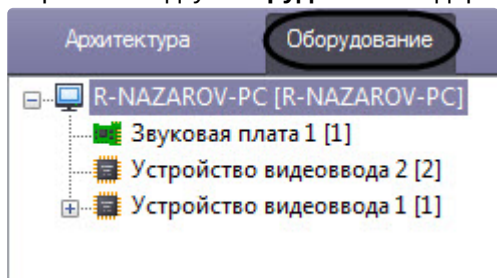 Архитектура Оборудование
R-NAZAROV-PC [R-NAZAROV-PC]
Звуковая плата 1 [1]
Устройство видеоввода 2 [2]
Устройство видеоввода 1 [1]